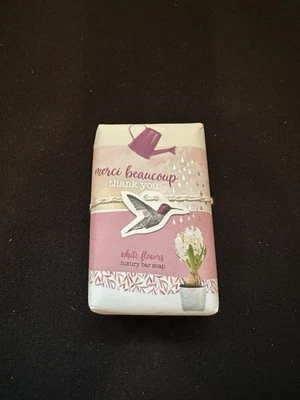 merci beaucoup
thank you
white flowers
luxury bar soap